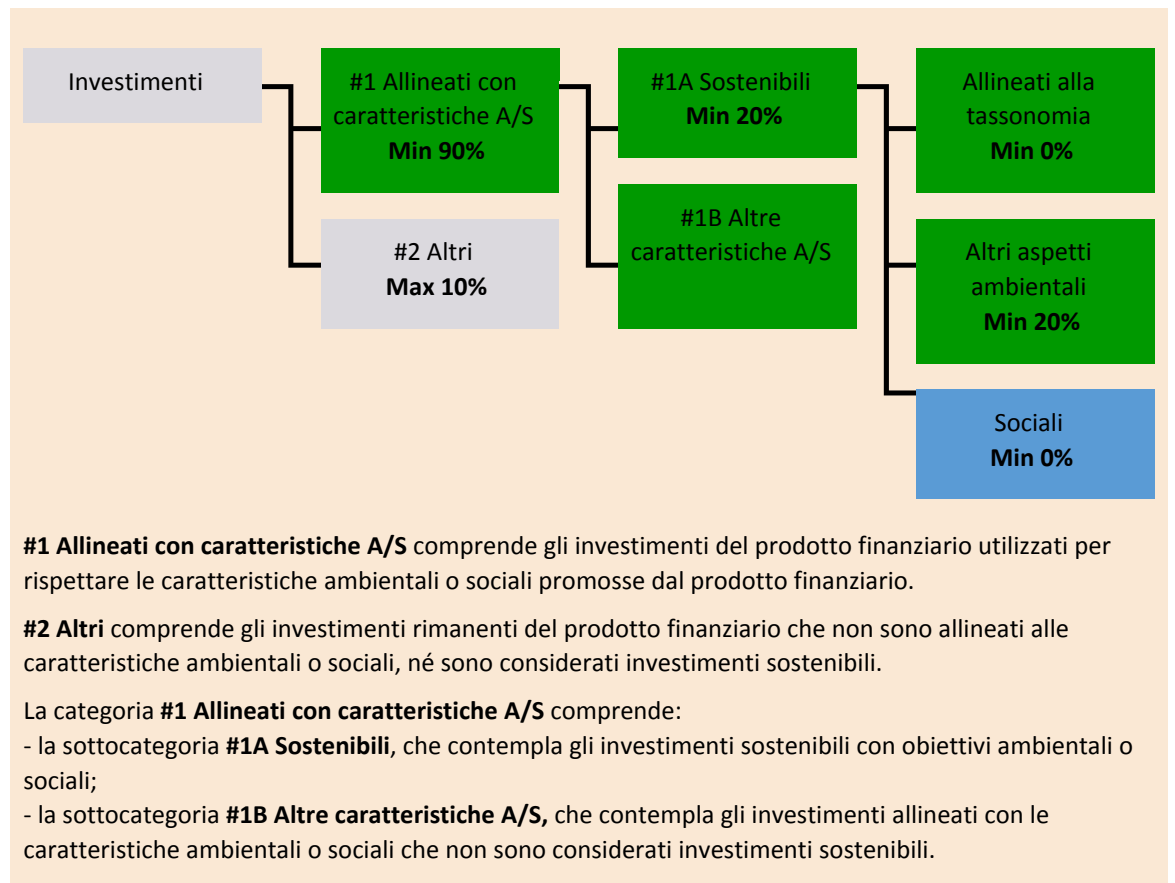 Investimenti
#1 Allineati con
caratteristiche A/S
Min 90%
#2 Altri
Max 10%
#1A Sostenibili
Min 20%
#1B Altre
caratteristiche A/S
Allineati alla
tassonomia
Min 0%
Altri aspetti
ambientali
Min 20%
Sociali
Min 0%
#1 Allineati con caratteristiche A/S comprende gli investimenti del prodotto finanziario utilizzati per
rispettare le caratteristiche ambientali o sociali promosse dal prodotto finanziario.
#2 Altri comprende gli investimenti rimanenti del prodotto finanziario che non sono allineati alle
caratteristiche ambientali o sociali, né sono considerati investimenti sostenibili.
La categoria #1 Allineati con caratteristiche A/S comprende:
- la sottocategoria #1A Sostenibili, che contempla gli investimenti sostenibili con obiettivi ambientali o
sociali;
- la sottocategoria #1B Altre caratteristiche A/S, che contempla gli investimenti allineati con le
caratteristiche ambientali o sociali che non sono considerati investimenti sostenibili.